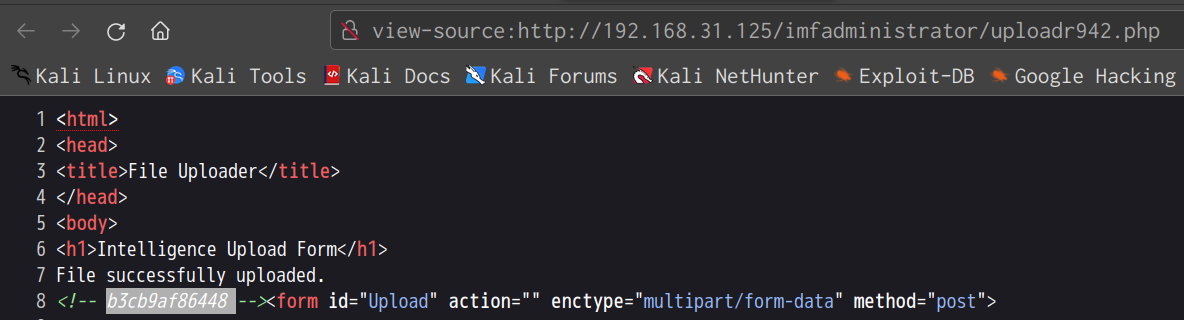 view-source:http://192.168.31.125/imfadministrator/uploadr942.php
Kali Linux Kali Tools Kali Docs Kali Forums Kali NetHunter Exploit-DB Google Hacking
1 <html>
2 <head>
3 <title>File Uploader</title>
4 </head>
5 <body>
6 <h1>Intelligence Upload Form</h1>
7 File successfully uploaded.
8 <!-- b3cb9af86448 --><form id="Upload" action="" enctype="multipart/form-data" method="post">